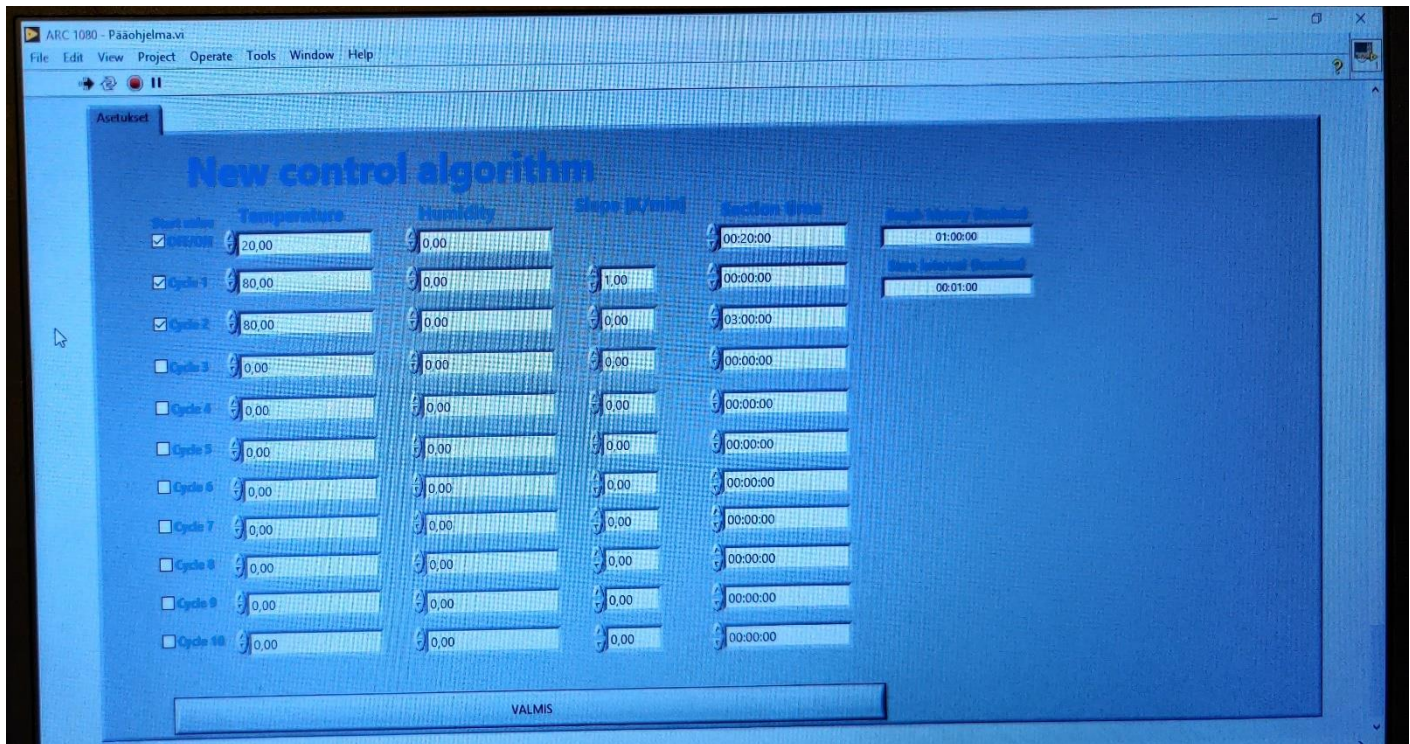 ARC 1080 - Pääohjelma.vi
File Edit View Project Operate Tools Window Help
Asetukset
New control algorithm
Start value Temperature Humidity Slope [K/min] Section time Graph history
OFF/ON 20,00 0,00 00:20:00 01:00:00
Cycle 1 80,00 0,00 1,00 00:00:00 00:01:00
Cycle 2 80,00 0,00 0,00 03:00:00
Cycle 3 0,00 0,00 0,00 00:00:00
Cycle 4 0,00 0,00 0,00 00:00:00
Cycle 5 0,00 0,00 0,00 00:00:00
Cycle 6 0,00 0,00 0,00 00:00:00
Cycle 7 0,00 0,00 0,00 00:00:00
Cycle 8 0,00 0,00 0,00 00:00:00
Cycle 9 0,00 0,00 0,00 00:00:00
Cycle 10 0,00 0,00 0,00 00:00:00
VALMIS